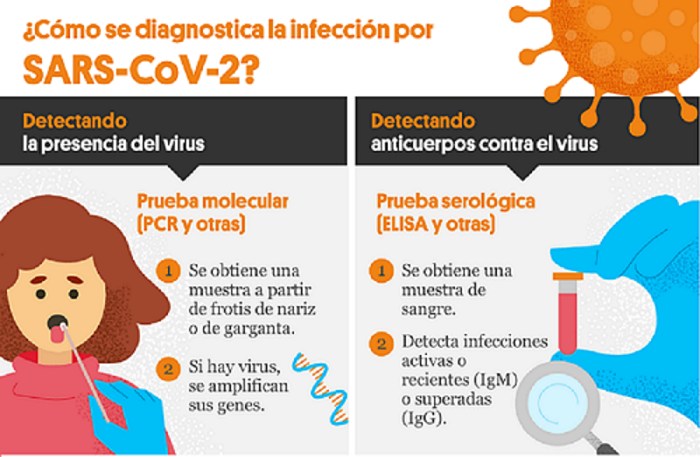 ¿Cómo se diagnostica la infección por
SARS-CoV-2?
Detectando
la presencia del virus
Prueba molecular
(PCR y otras)
1 Se obtiene una
muestra a partir
de frotis de nariz
o de garganta.
2 Si hay virus,
se amplifican
sus genes.
Detectando
anticuerpos contra el virus
Prueba serológica
(ELISA y otras)
1 Se obtiene una
muestra de
sangre.
2 Detecta infecciones
activas o
recientes (IgM)
o superadas
(IgG).